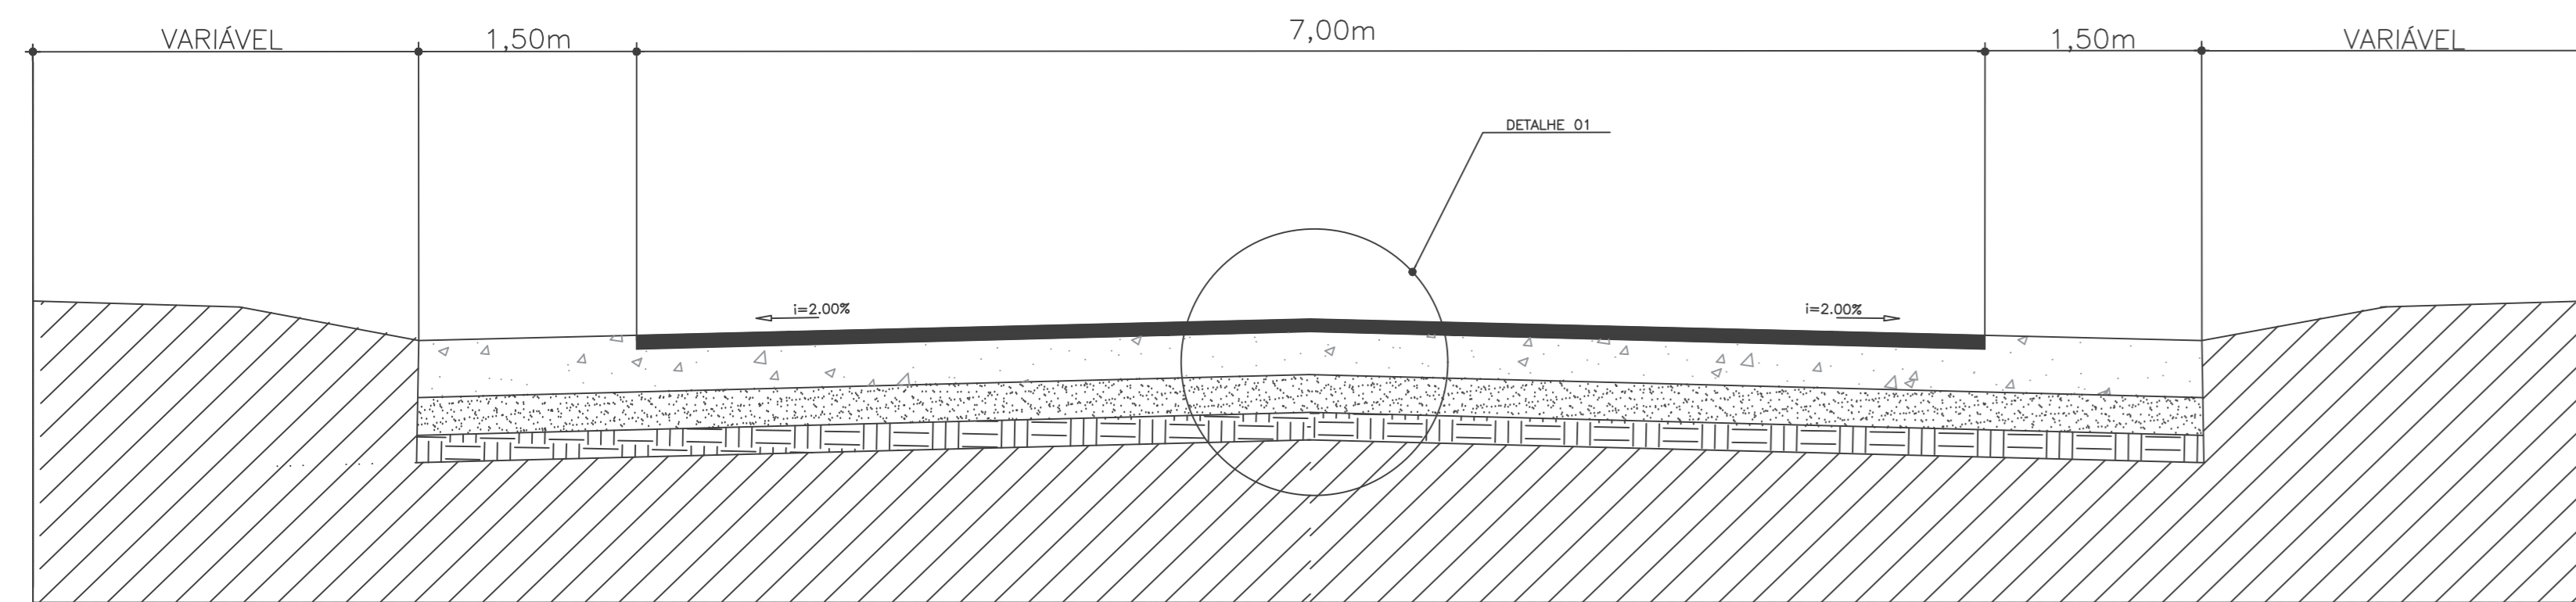 VARIÁVEL 1,50m 7,00m 1,50m VARIÁVEL
DETALHE 01
i=2.00% i=2.00%